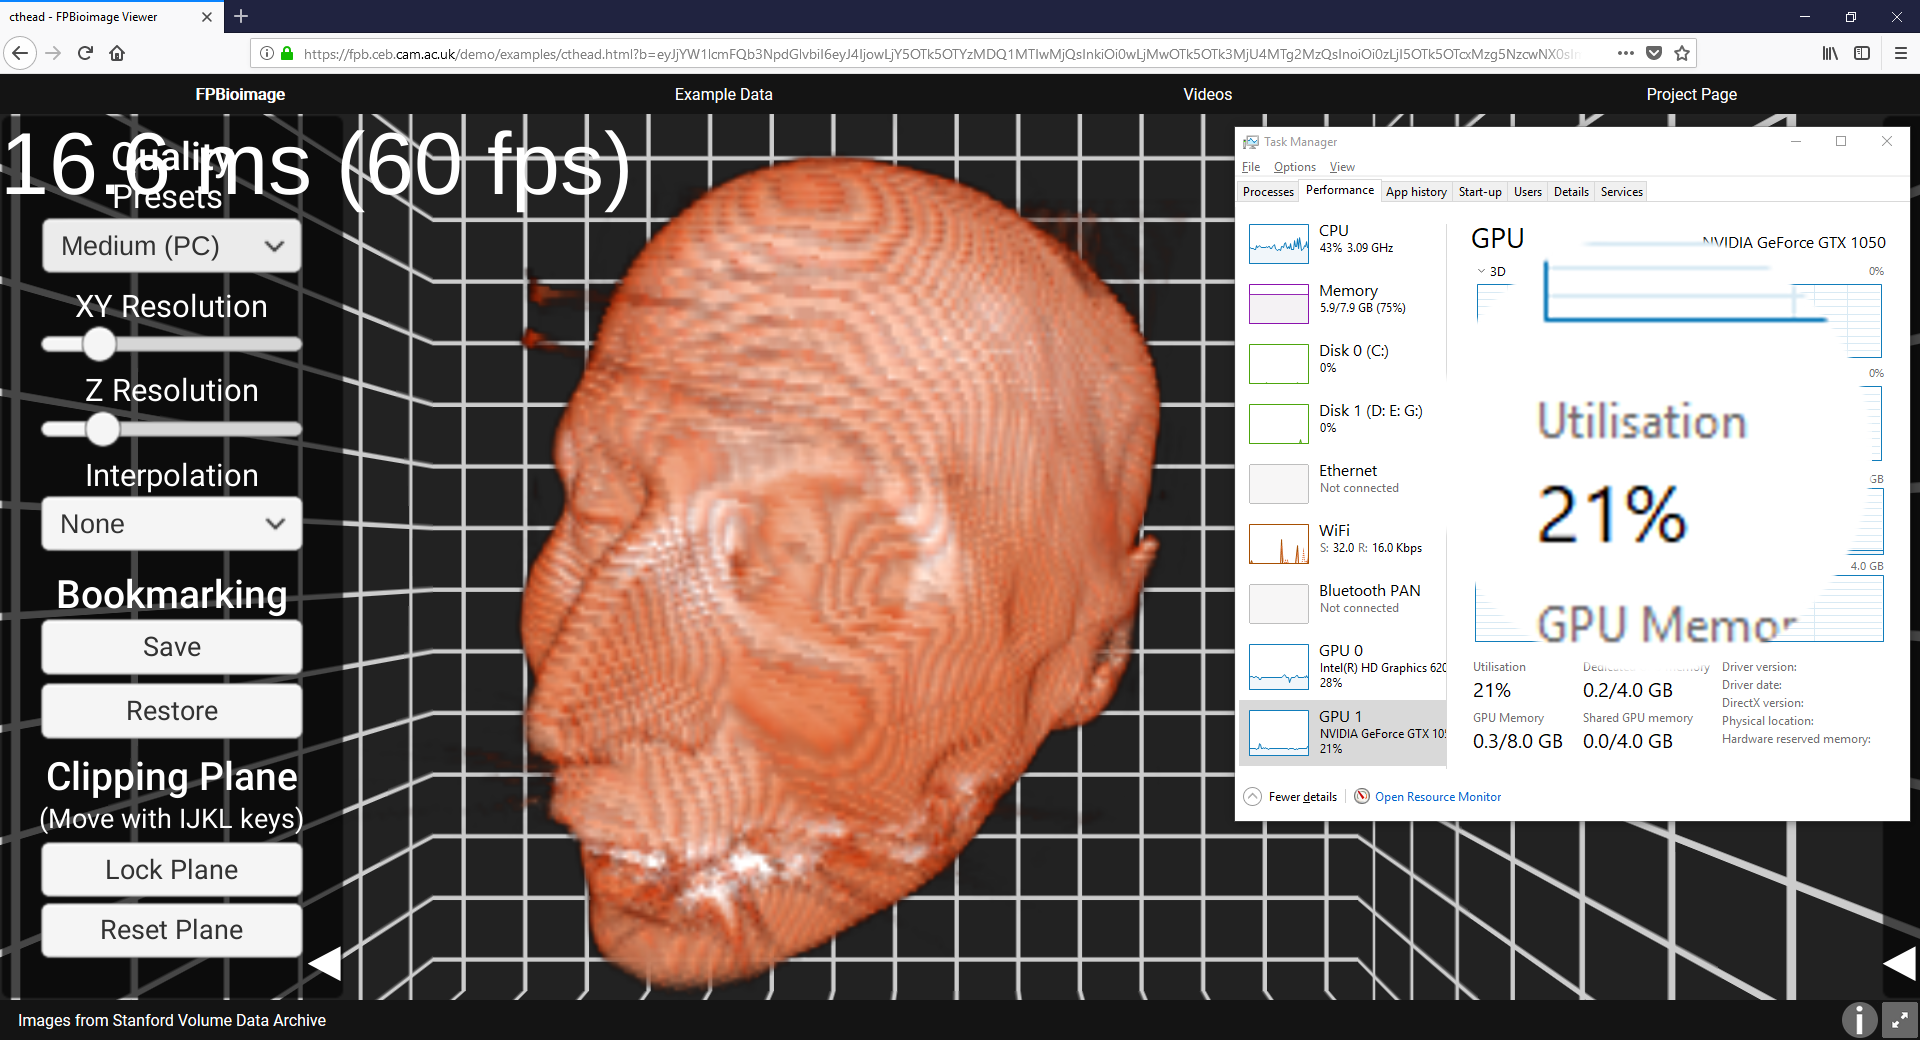 cthead - FPBioimage Viewer
https://fpb.ceb.cam.ac.uk/demo/examples/cthead.html?b=
FPBioimage
Example Data
Videos
Project Page
16.6 ms (60 fps)
Quality
Presets
Medium (PC)
XY Resolution
Z Resolution
Interpolation
None
Bookmarking
Save
Restore
Clipping Plane
(Move with IJKL keys)
Lock Plane
Reset Plane
Images from Stanford Volume Data Archive
Task Manager
File Options View
Processes Performance App history Start-up Users Details Services
CPU
43% 3.09 GHz
Memory
5.9/7.9 GB (75%)
Disk 0 (C:)
0%
Disk 1 (D: E: G:)
0%
Ethernet
Not connected
WiFi
S: 32.0 R: 16.0 Kbps
Bluetooth PAN
Not connected
GPU 0
Intel(R) HD Graphics 620
28%
GPU 1
NVIDIA GeForce GTX 105
21%
GPU
NVIDIA GeForce GTX 1050
3D
0%
0%
GB
4.0 GB
Utilisation
21%
GPU Memor
Utilisation
21%
GPU Memory
0.3/8.0 GB
0.2/4.0 GB
Shared GPU memory
0.0/4.0 GB
Driver version:
Driver date:
DirectX version:
Physical location:
Hardware reserved memory:
Fewer details
Open Resource Monitor